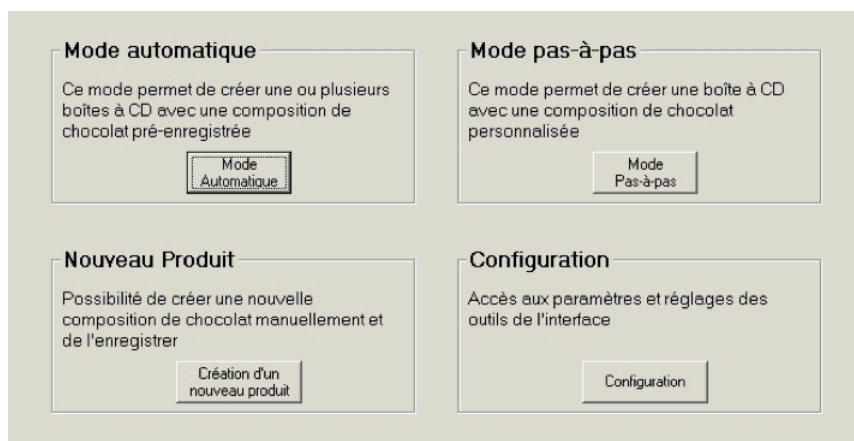 Mode automatique
Ce mode permet de créer une ou plusieurs
boîtes à CD avec une composition de
chocolat pré-enregistrée
Mode
Automatique
Mode pas-à-pas
Ce mode permet de créer une boîte à CD
avec une composition de chocolat
personnalisée
Mode
Pas-à-pas
Nouveau Produit
Possibilité de créer une nouvelle
composition de chocolat manuellement et
de l'enregistrer
Création d'un
nouveau produit
Configuration
Accès aux paramètres et réglages des
outils de l'interface
Configuration